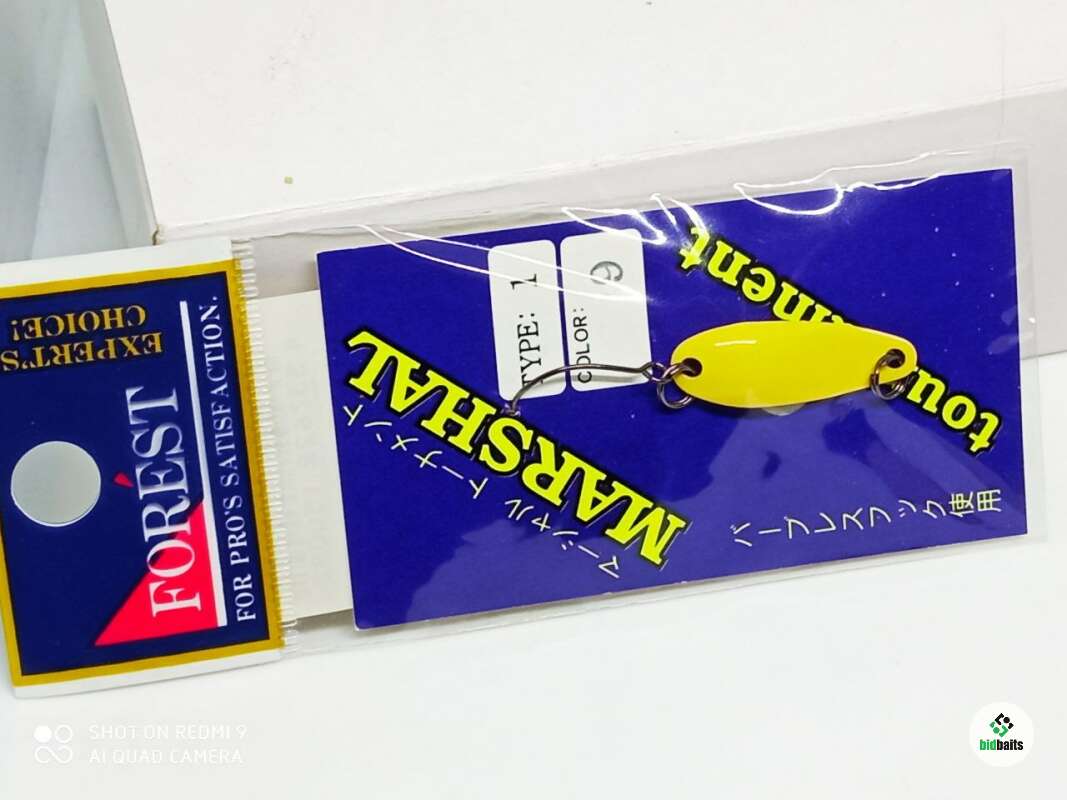 EXPERT'S
CHOICE!
FOREST
FOR PRO'S SATISFACTION.
TYPE: 1
COLOR:
MARSHAL
マーシャル トーナメント
tou ment
バーブレスフック使用
SHOT ON REDMI 9
AI QUAD CAMERA
bidbaits